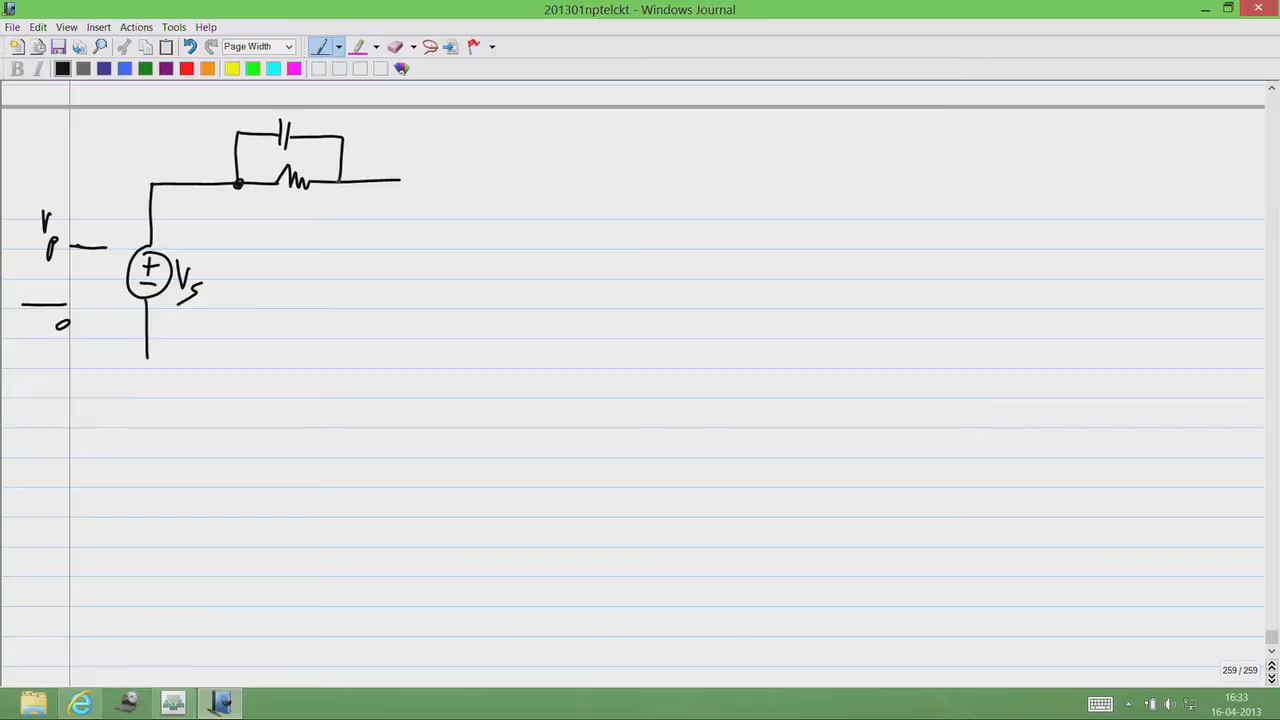 201301nptelckt - Windows Journal
File Edit View Insert Actions Tools Help
Page Width
B I
V
p
+
−
Vs
0
259 / 259
16:33
16-04-2013